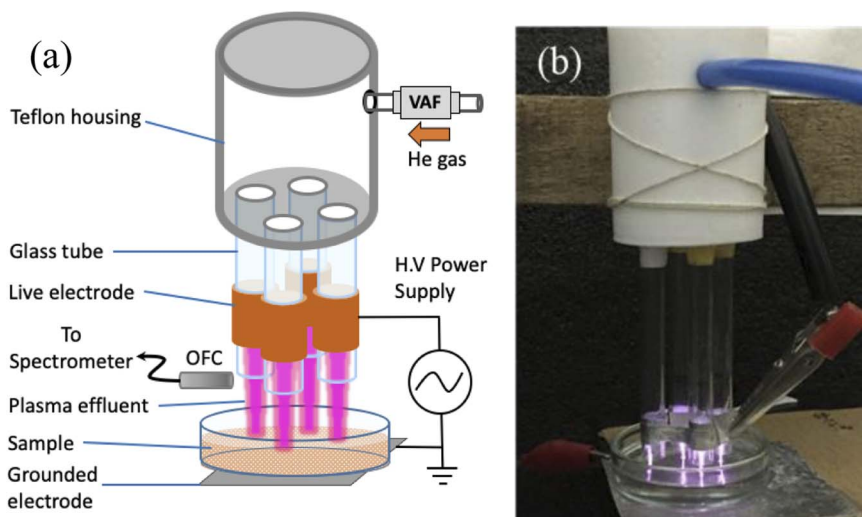 (a)
Teflon housing
VAF
He gas
Glass tube
Live electrode
H.V Power
Supply
To
Spectrometer
OFC
Plasma effluent
Sample
Grounded
electrode
(b)